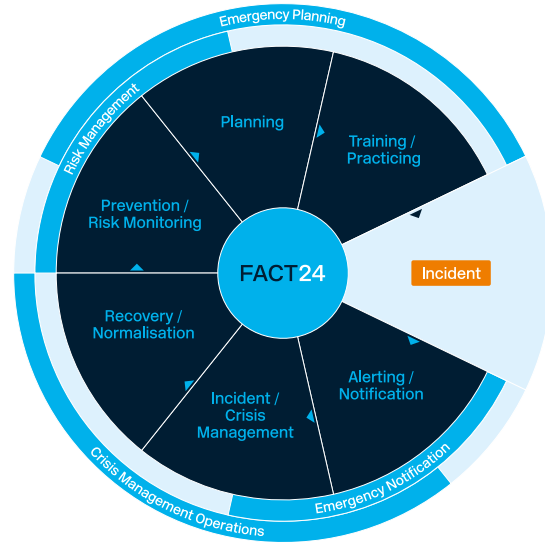 Emergency Planning
Risk Management
Planning
Training /
Practicing
Prevention /
Risk Monitoring
FACT24
Incident
Recovery /
Normalisation
Incident /
Crisis
Management
Alerting /
Notification
Crisis Management Operations
Emergency Notification